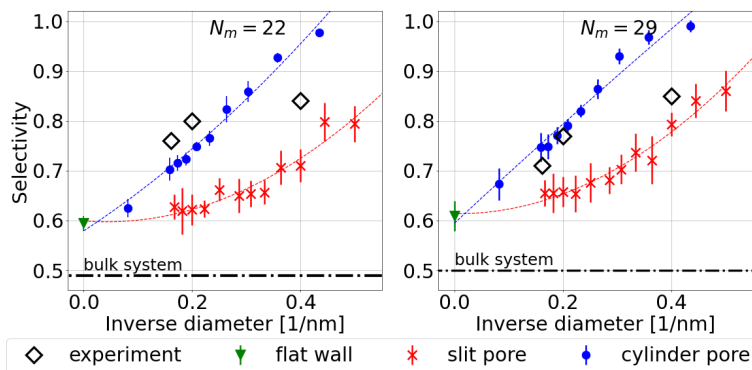 N_m = 22
N_m = 29
Selectivity
1.0
0.9
0.8
0.7
0.6
0.5
bulk system
0.0 0.2 0.4
Inverse diameter [1/nm]
1.0
0.9
0.8
0.7
0.6
0.5
bulk system
0.0 0.2 0.4
Inverse diameter [1/nm]
experiment flat wall slit pore cylinder pore